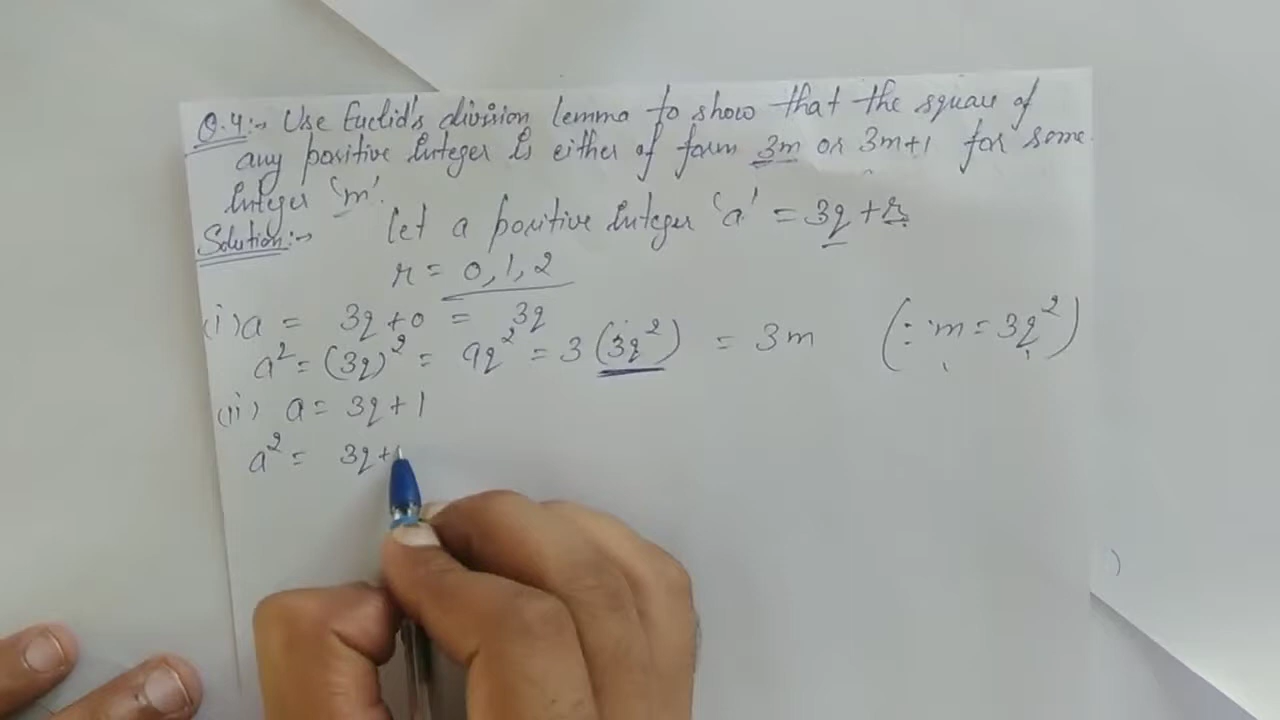 Q.4:- Use Euclid's division lemma to show that the square of
any positive Integer is either of form 3m or 3m+1 for some
Integer 'm'.
Solution:- Let a positive Integer 'a' = 3q + r
r = 0, 1, 2
(i) a = 3q + 0 = 3q
a² = (3q)² = 9q² = 3(3q²) = 3m (∵ m = 3q²)
(ii) a = 3q + 1
a² = 3q +